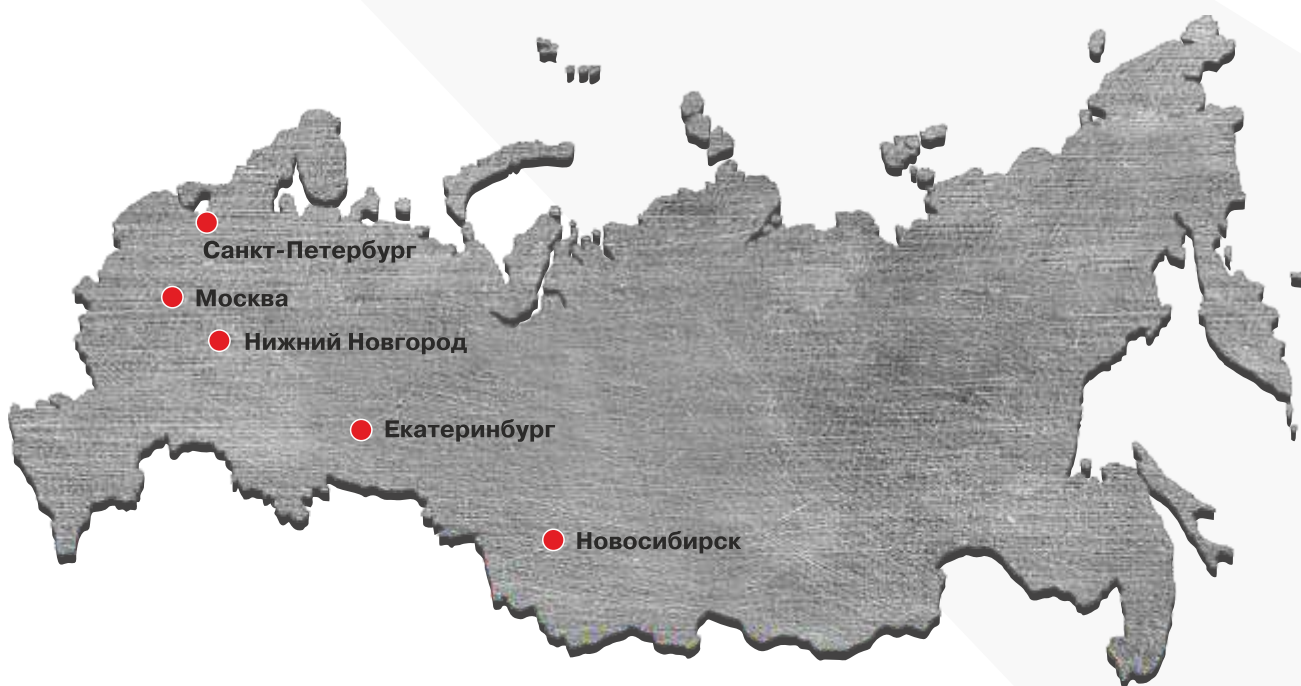 Санкт-Петербург
Москва
Нижний Новгород
Екатеринбург
Новосибирск